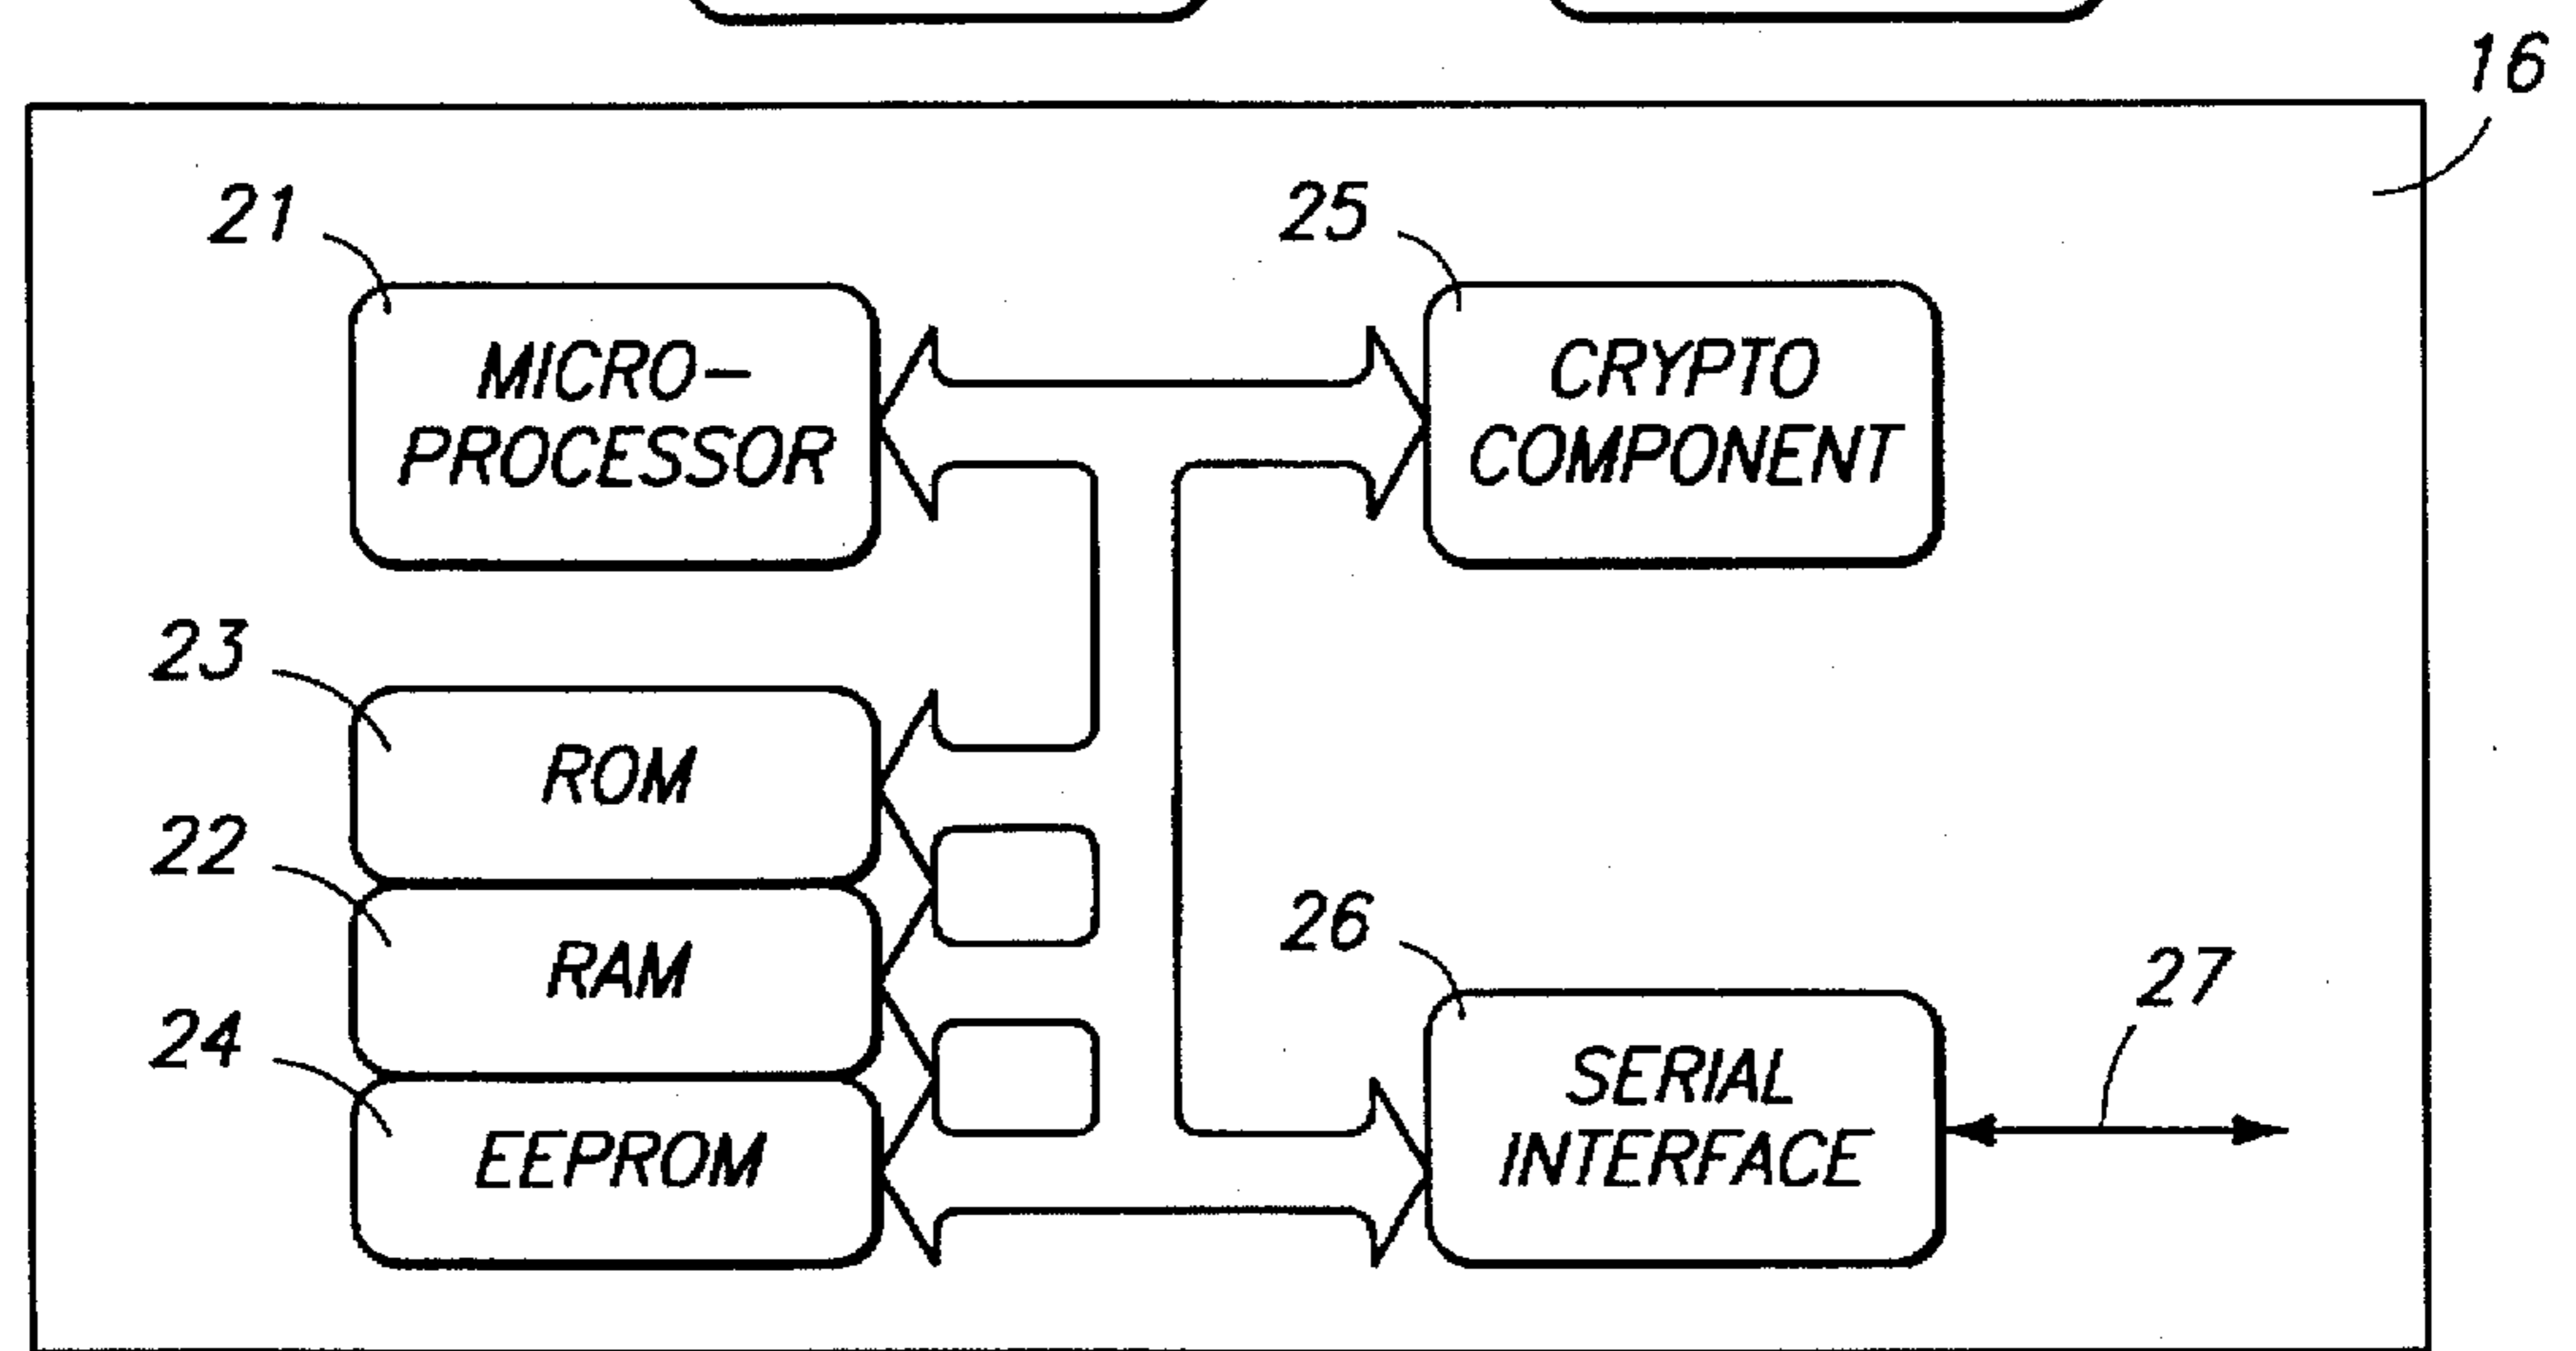 16
21
MICRO-
PROCESSOR
25
CRYPTO
COMPONENT
23
ROM
22
RAM
24
EEPROM
26
SERIAL
INTERFACE
27